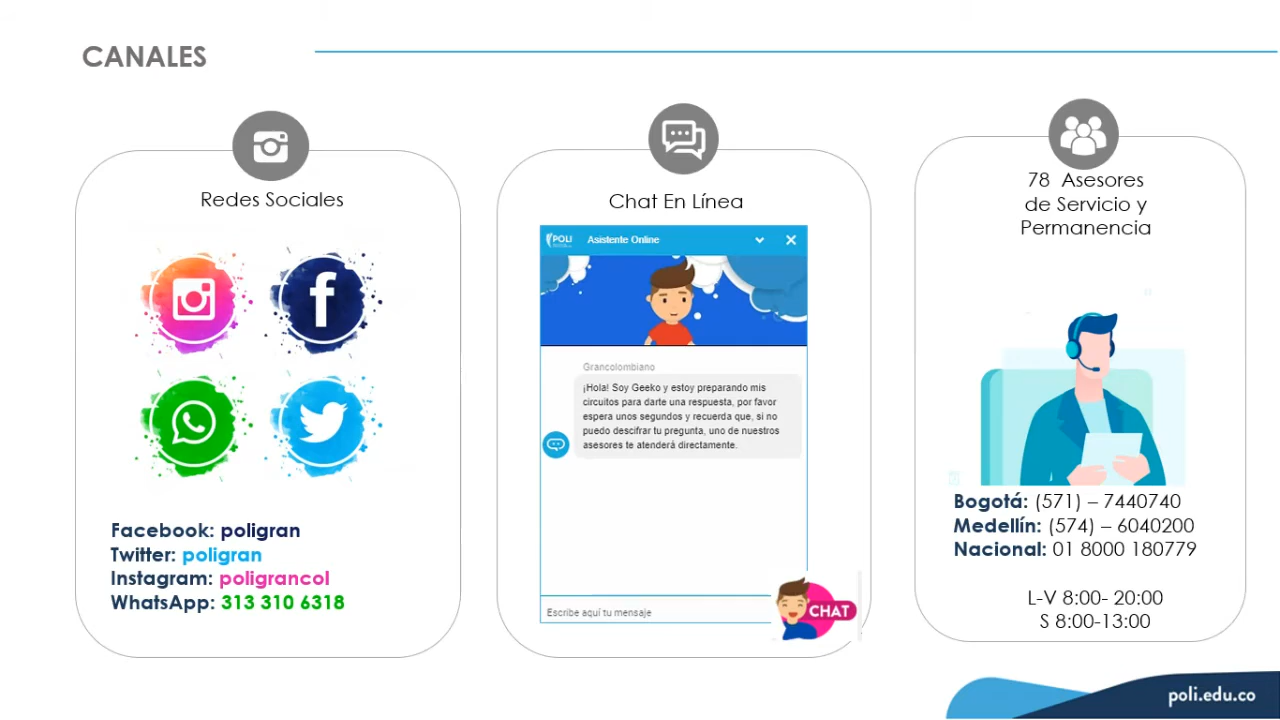 CANALES
Redes Sociales
Facebook: poligran
Twitter: poligran
Instagram: poligrancol
WhatsApp: 313 310 6318
Chat En Línea
POLI
Asistente Online
Grancolombiano
¡Hola! Soy Geeko y estoy preparando mis
circuitos para darte una respuesta, por favor
espera unos segundos y recuerda que, si no
puedo descifrar tu pregunta, uno de nuestros
asesores te atenderá directamente.
Escribe aquí tu mensaje
CHAT
78 Asesores
de Servicio y
Permanencia
Bogotá: (571) – 7440740
Medellín: (574) – 6040200
Nacional: 01 8000 180779
L-V 8:00- 20:00
S 8:00-13:00
poli.edu.co